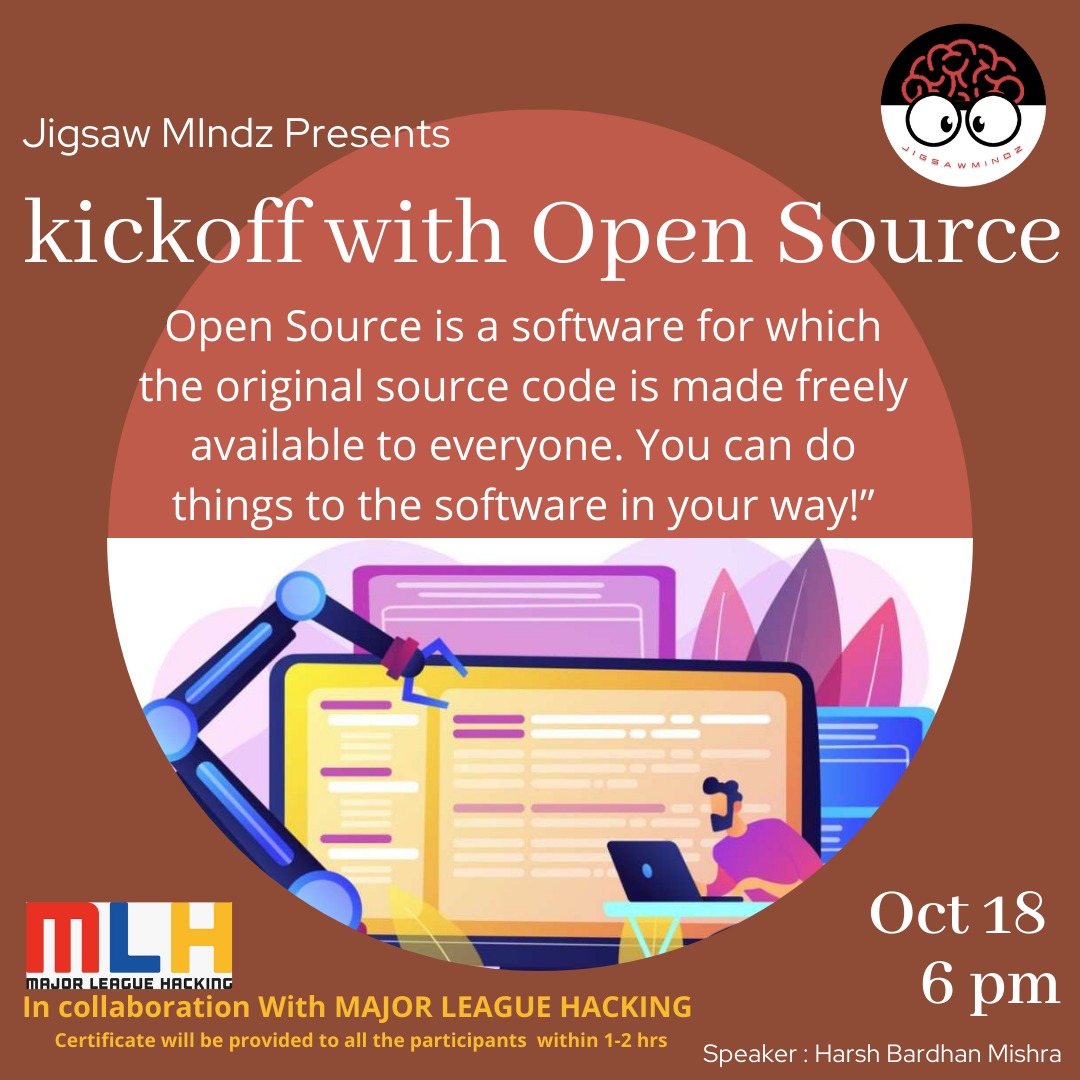 JIGSAWMINDZ
Jigsaw MIndz Presents
kickoff with Open Source
Open Source is a software for which
the original source code is made freely
available to everyone. You can do
things to the software in your way!”
MLH
MAJOR LEAGUE HACKING
In collaboration With MAJOR LEAGUE HACKING
Certificate will be provided to all the participants within 1-2 hrs
Oct 18
6 pm
Speaker : Harsh Bardhan Mishra